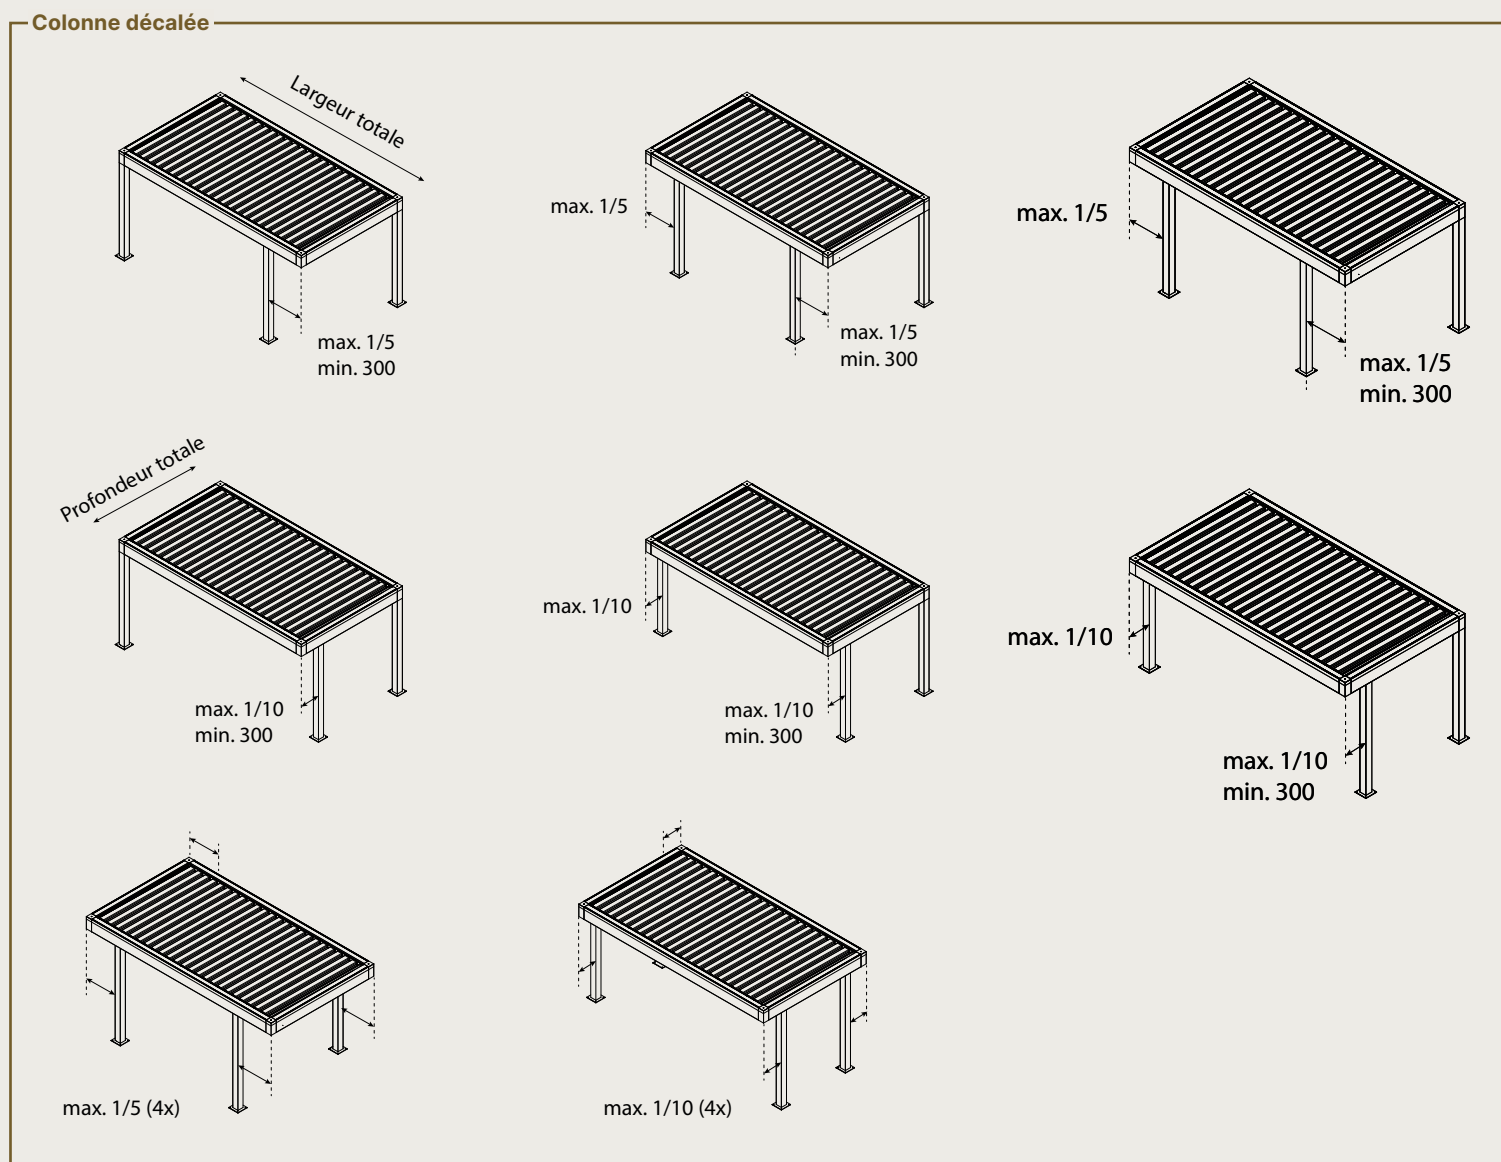 Colonne décalée
Largeur totale
max. 1/5
min. 300
max. 1/5
max. 1/5
min. 300
max. 1/5
max. 1/5
min. 300
Profondeur totale
max. 1/10
min. 300
max. 1/10
max. 1/10
min. 300
max. 1/10
max. 1/10
min. 300
max. 1/5 (4x)
max. 1/10 (4x)